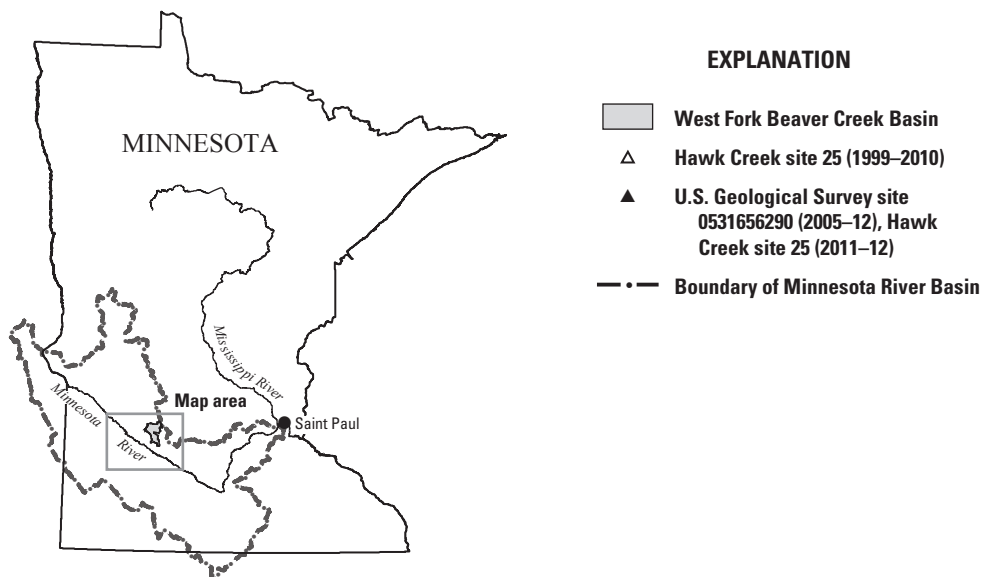 MINNESOTA
Mississippi River
Minnesota
River
Map area
Saint Paul
EXPLANATION
West Fork Beaver Creek Basin
Hawk Creek site 25 (1999–2010)
U.S. Geological Survey site
0531656290 (2005–12), Hawk
Creek site 25 (2011–12)
Boundary of Minnesota River Basin